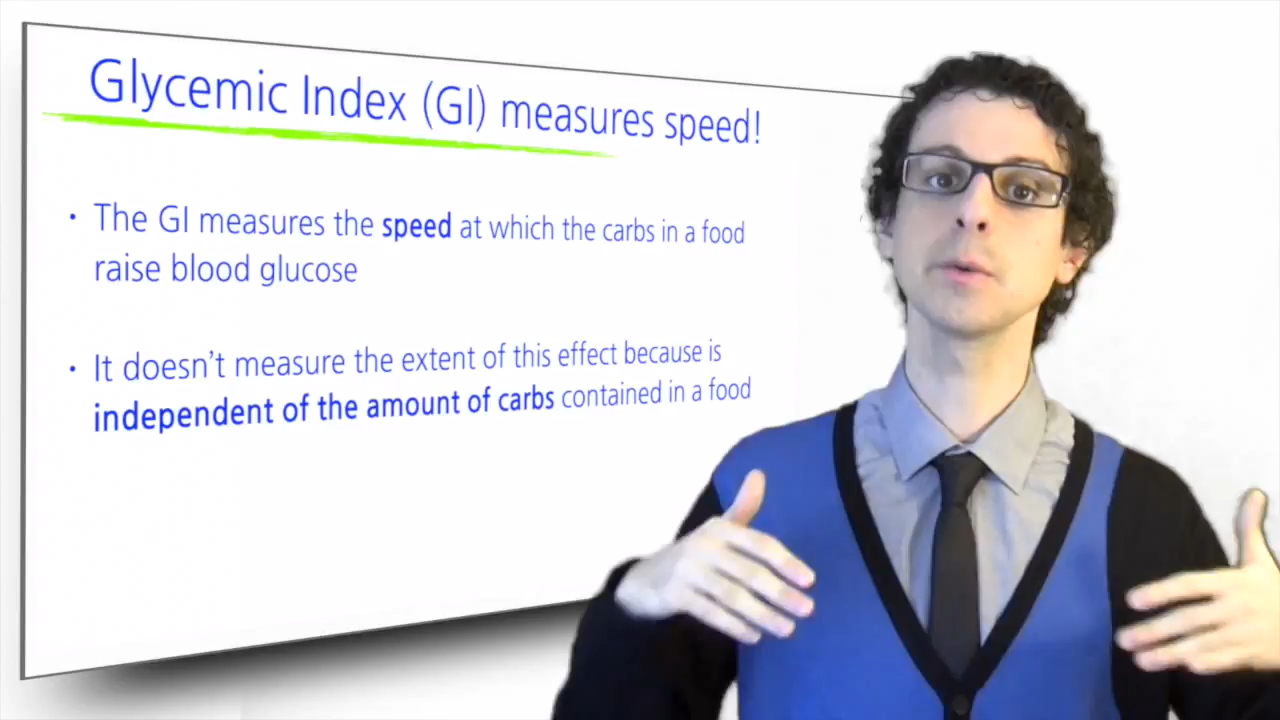 Glycemic Index (GI) measures speed!
• The GI measures the speed at which the carbs in a food
raise blood glucose
• It doesn't measure the extent of this effect because is
independent of the amount of carbs contained in a food